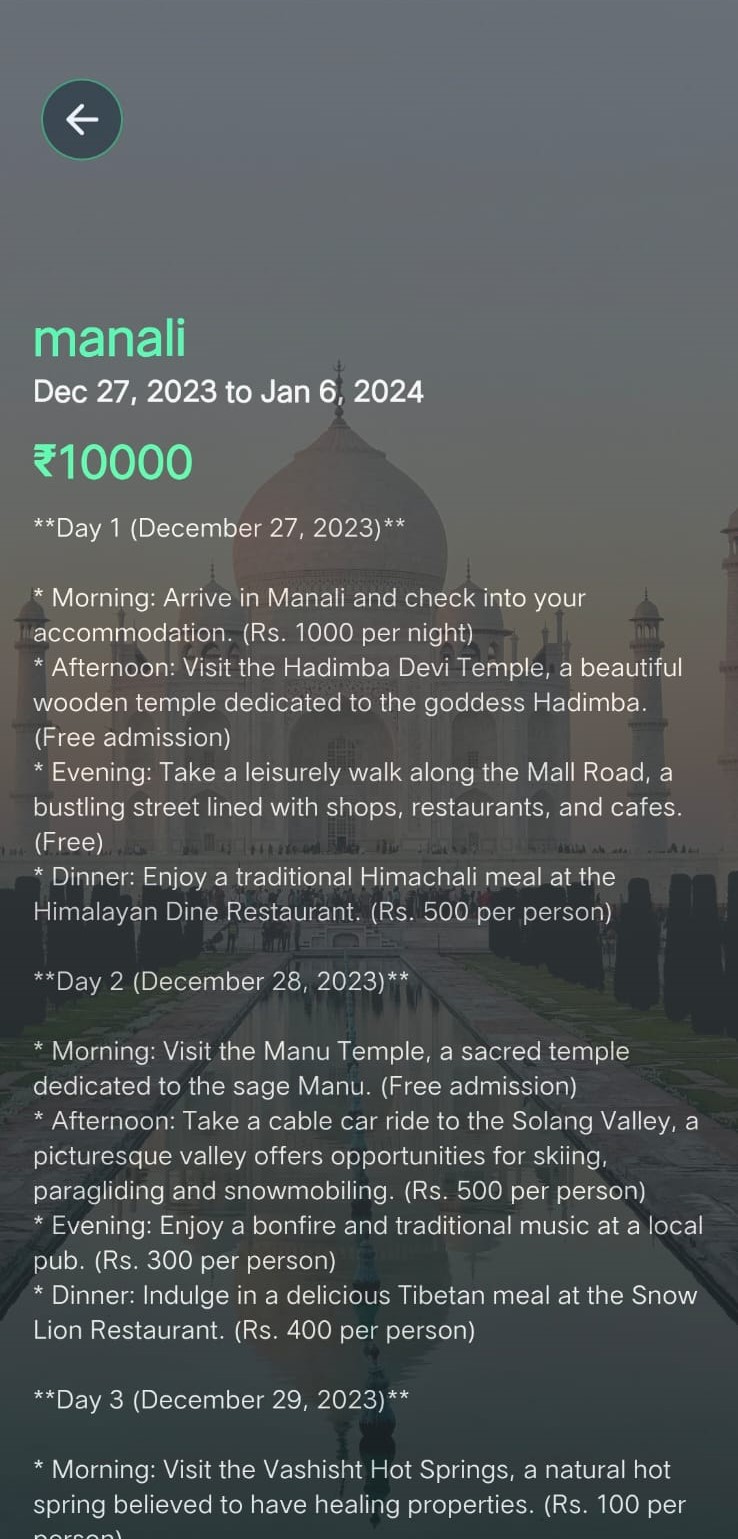 manali
Dec 27, 2023 to Jan 6, 2024
₹10000
**Day 1 (December 27, 2023)**
* Morning: Arrive in Manali and check into your
accommodation. (Rs. 1000 per night)
* Afternoon: Visit the Hadimba Devi Temple, a beautiful
wooden temple dedicated to the goddess Hadimba.
(Free admission)
* Evening: Take a leisurely walk along the Mall Road, a
bustling street lined with shops, restaurants, and cafes.
(Free)
* Dinner: Enjoy a traditional Himachali meal at the
Himalayan Dine Restaurant. (Rs. 500 per person)
**Day 2 (December 28, 2023)**
* Morning: Visit the Manu Temple, a sacred temple
dedicated to the sage Manu. (Free admission)
* Afternoon: Take a cable car ride to the Solang Valley, a
picturesque valley offers opportunities for skiing,
paragliding and snowmobiling. (Rs. 500 per person)
* Evening: Enjoy a bonfire and traditional music at a local
pub. (Rs. 300 per person)
* Dinner: Indulge in a delicious Tibetan meal at the Snow
Lion Restaurant. (Rs. 400 per person)
**Day 3 (December 29, 2023)**
* Morning: Visit the Vashisht Hot Springs, a natural hot
spring believed to have healing properties. (Rs. 100 per
person)